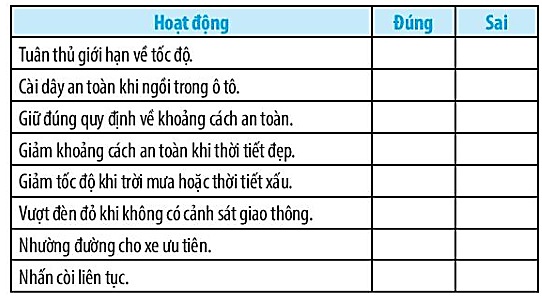 Hoạt động Đúng Sai
Tuân thủ giới hạn về tốc độ.
Cài dây an toàn khi ngồi trong ô tô.
Giữ đúng quy định về khoảng cách an toàn.
Giảm khoảng cách an toàn khi thời tiết đẹp.
Giảm tốc độ khi trời mưa hoặc thời tiết xấu.
Vượt đèn đỏ khi không có cảnh sát giao thông.
Nhường đường cho xe ưu tiên.
Nhấn còi liên tục.